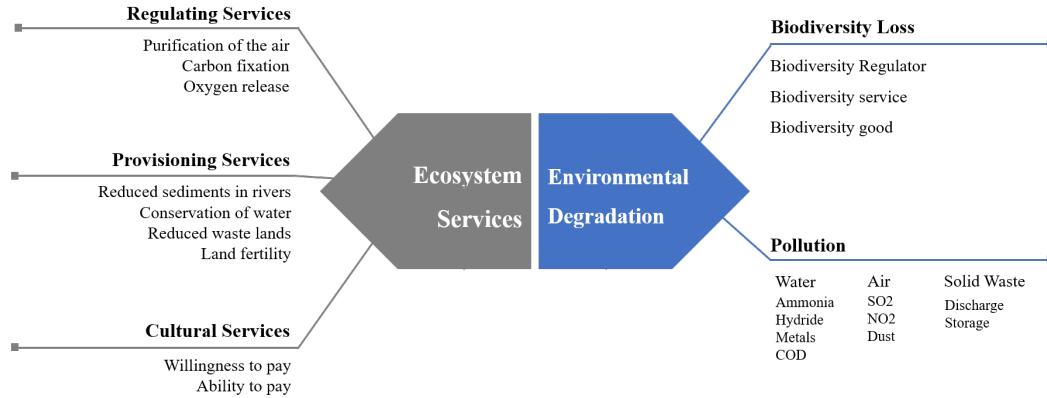 Regulating Services
Purification of the air
Carbon fixation
Oxygen release
Provisioning Services
Reduced sediments in rivers
Conservation of water
Reduced waste lands
Land fertility
Cultural Services
Willingness to pay
Ability to pay
Ecosystem
Services
Environmental
Degradation
Biodiversity Loss
Biodiversity Regulator
Biodiversity service
Biodiversity good
Pollution
Water
Ammonia
Hydride
Metals
COD
Air
SO2
NO2
Dust
Solid Waste
Discharge
Storage